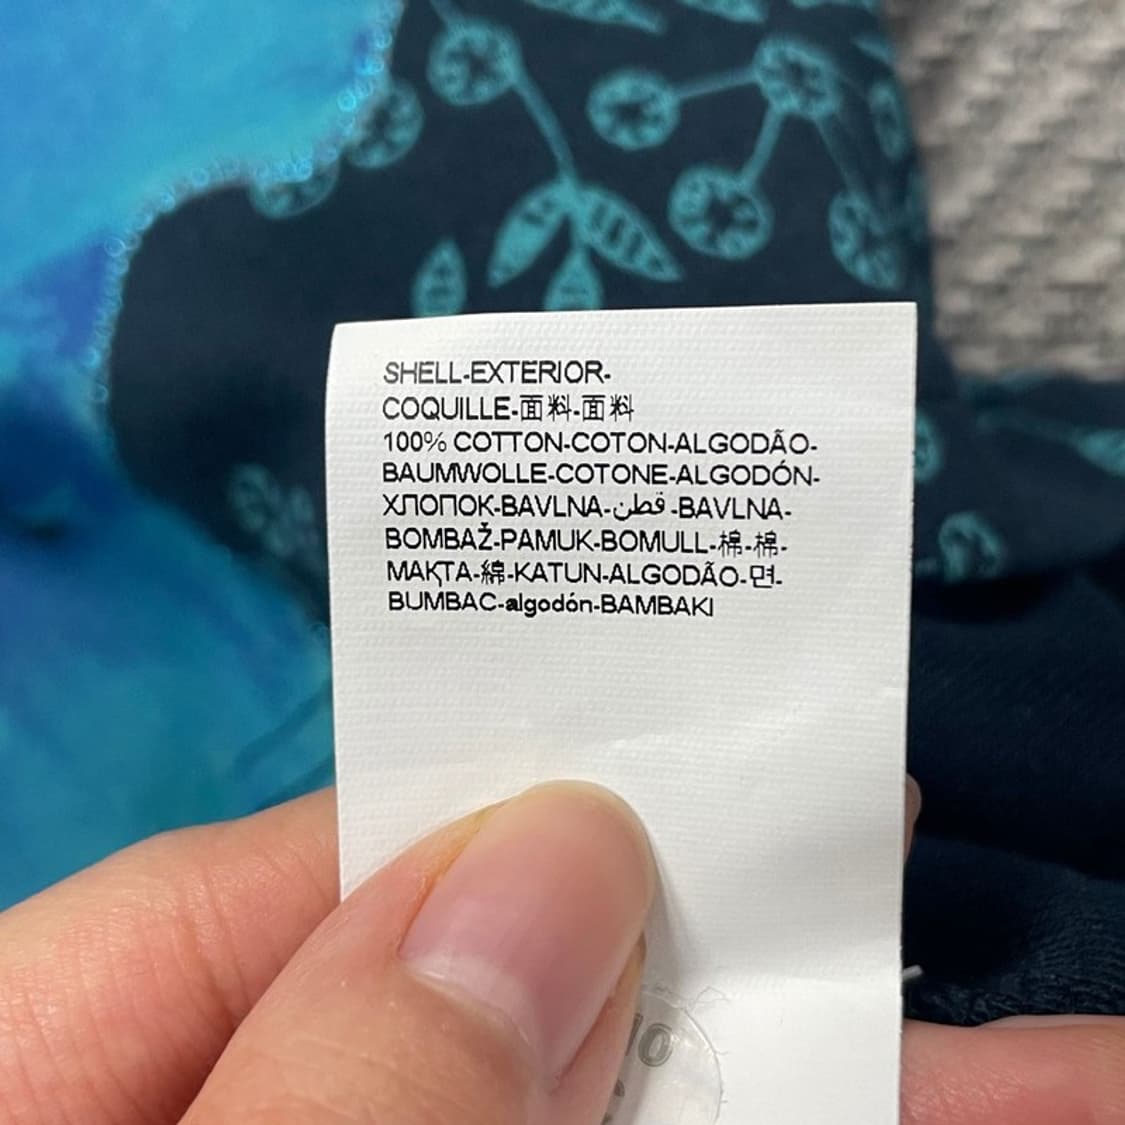 SHELL-EXTERIOR-
COQUILLE-面料-面料
100% COTTON-COTON-ALGODÃO-
BAUMWOLLE-COTONE-ALGODÓN-
ХЛОПОК-BAVLNA-قطن-BAVLNA-
BOMBAŽ-PAMUK-BOMULL-棉-棉-
МАҚТА-綿-KATUN-ALGODÃO-면-
BUMBAC-algodón-BAMBAKI